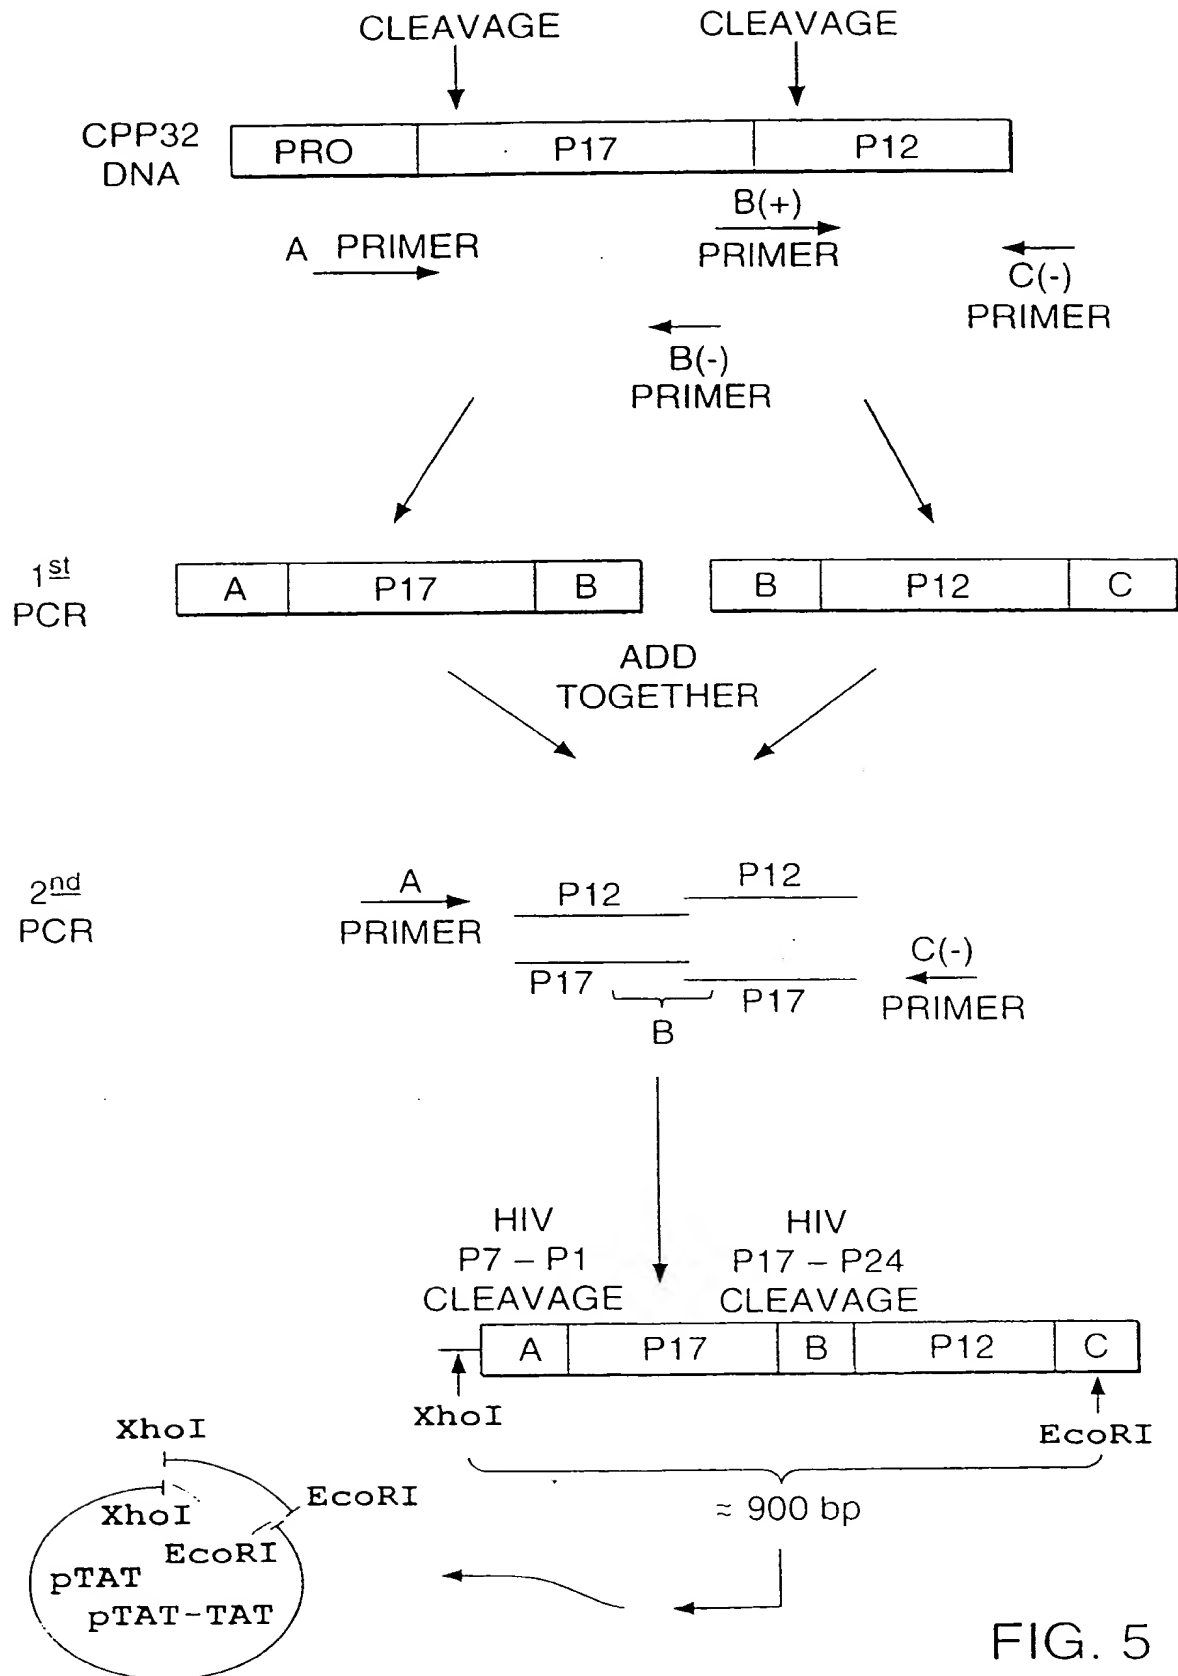 CLEAVAGE CLEAVAGE
CPP32
DNA
PRO P17 P12
A PRIMER
B(+)
PRIMER
C(-)
PRIMER
B(-)
PRIMER
1st
PCR
A P17 B
B P12 C
ADD
TOGETHER
2nd
PCR
A
PRIMER
P12 P12
P17 P17
B
C(-)
PRIMER
HIV
P7 – P1
CLEAVAGE
HIV
P17 – P24
CLEAVAGE
A P17 B P12 C
XhoI
EcoRI
≈ 900 bp
XhoI
XhoI
EcoRI
EcoRI
pTAT
pTAT-TAT
FIG. 5